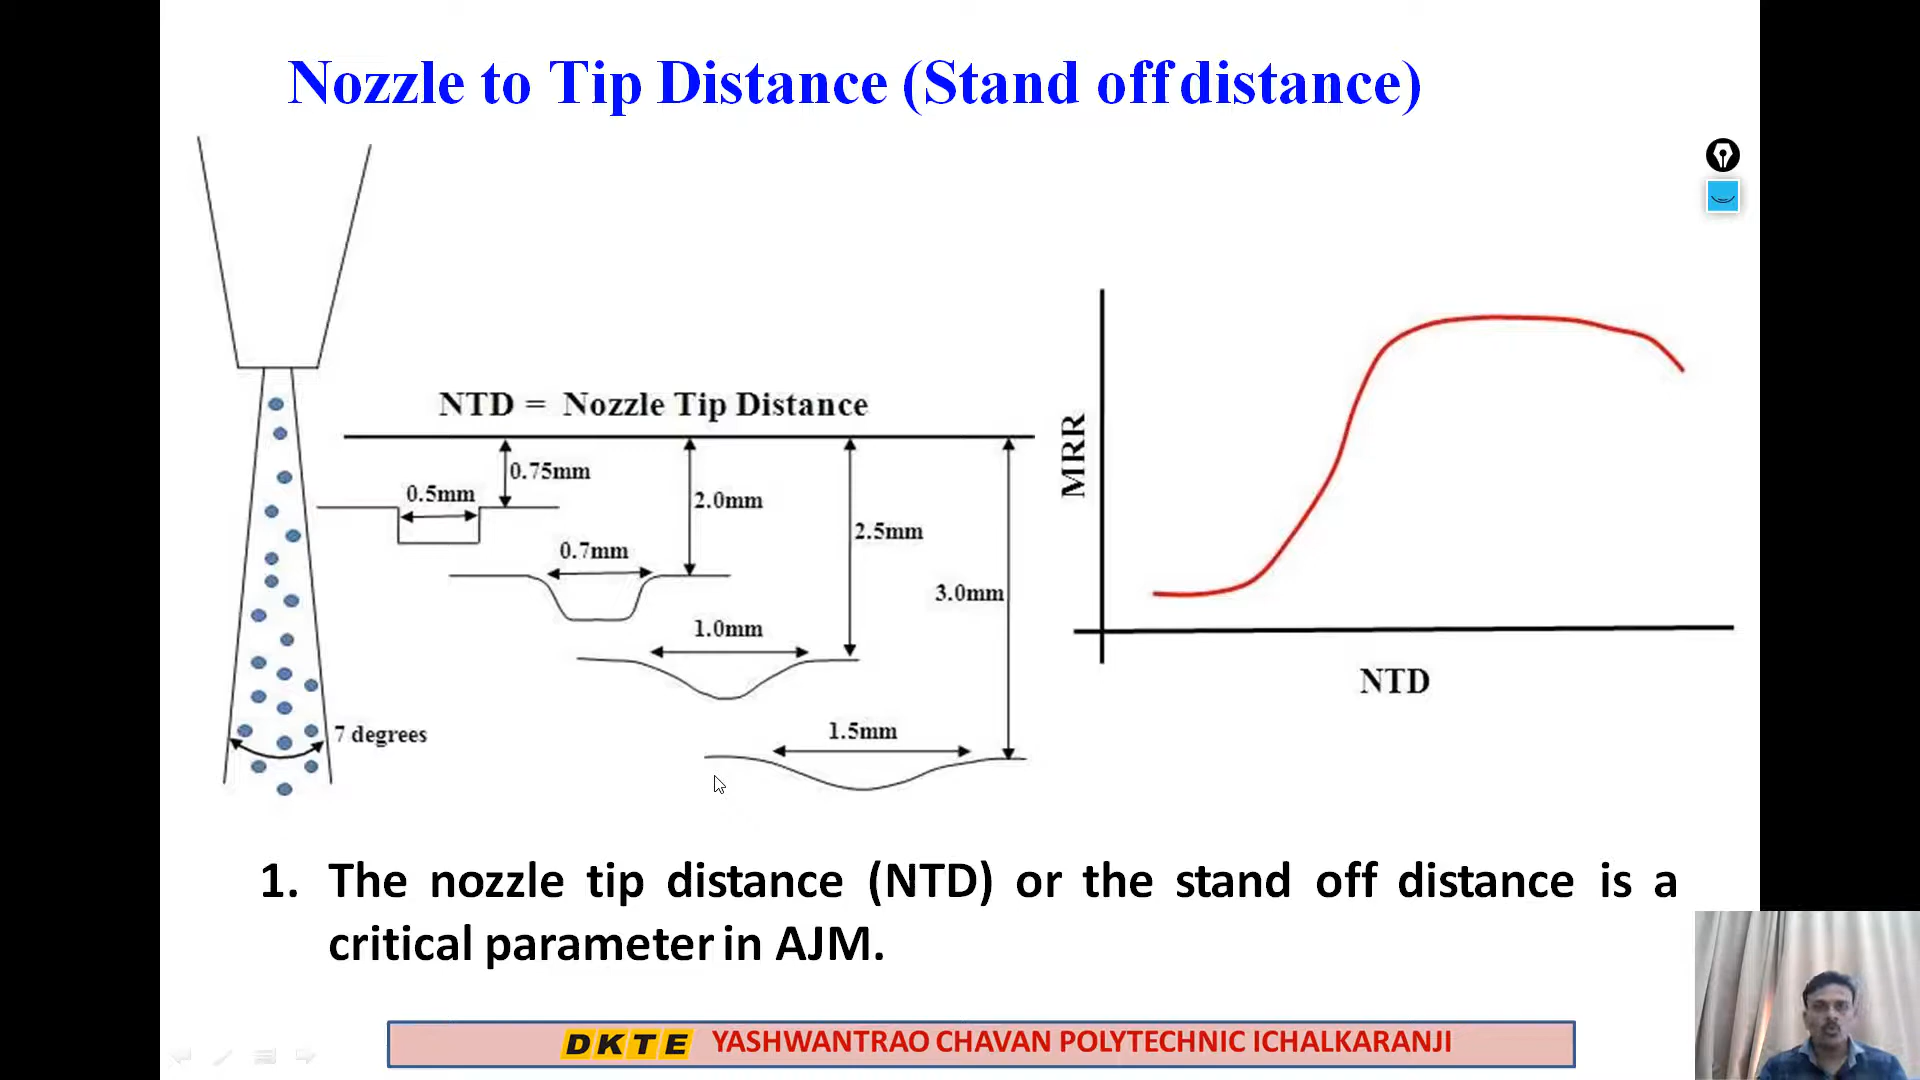 Nozzle to Tip Distance (Stand off distance)
NTD = Nozzle Tip Distance
0.75mm
0.5mm
2.0mm
0.7mm
2.5mm
3.0mm
1.0mm
1.5mm
7 degrees
MRR
NTD
1. The nozzle tip distance (NTD) or the stand off distance is a
critical parameter in AJM.
DKTE YASHWANTRAO CHAVAN POLYTECHNIC ICHALKARANJI